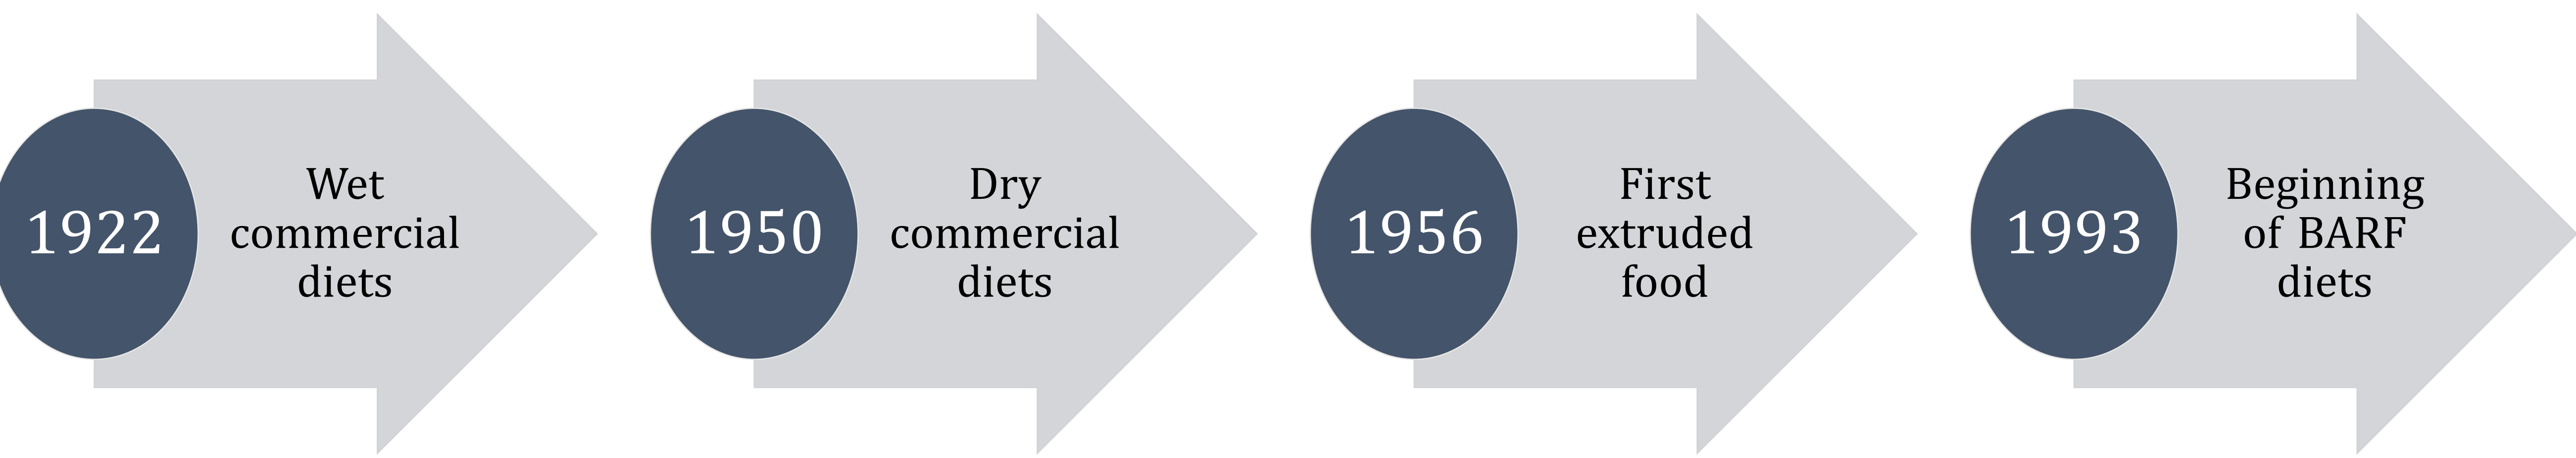 1922
Wet
commercial
diets
1950
Dry
commercial
diets
1956
First
extruded
food
1993
Beginning
of BARF
diets